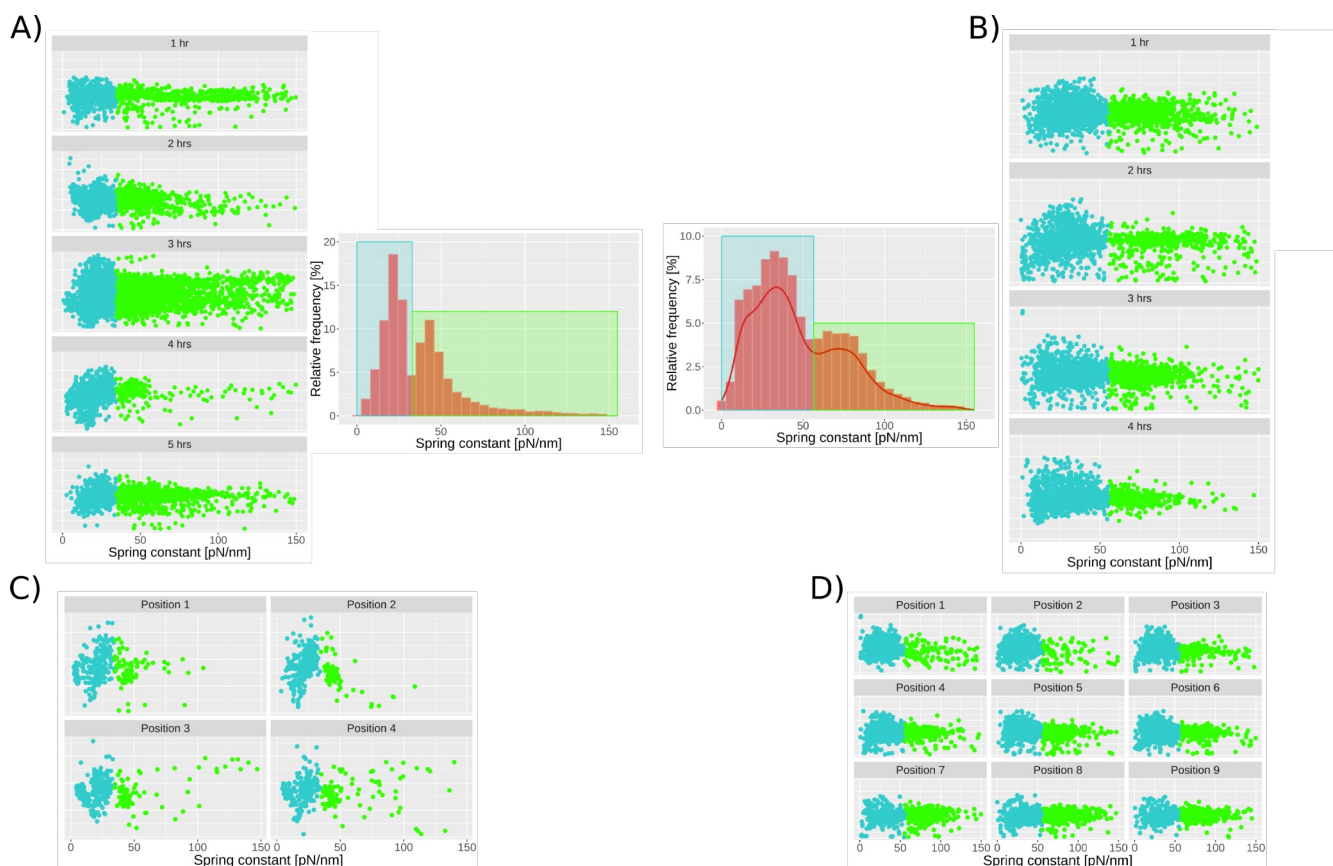 A)
1 hr
2 hrs
3 hrs
4 hrs
5 hrs
0 50 100 150
Spring constant [pN/nm]
20
15
10
5
0
Relative frequency [%]
0 50 100 150
Spring constant [pN/nm]
10.0
7.5
5.0
2.5
0.0
Relative frequency [%]
0 50 100 150
Spring constant [pN/nm]
B)
1 hr
2 hrs
3 hrs
4 hrs
0 50 100 150
Spring constant [pN/nm]
C)
Position 1 Position 2
Position 3 Position 4
0 50 100 150 0 50 100 150
Spring constant [pN/nm]
D)
Position 1 Position 2 Position 3
Position 4 Position 5 Position 6
Position 7 Position 8 Position 9
0 50 100 150 0 50 100 150 0 50 100 150
Spring constant [pN/nm]